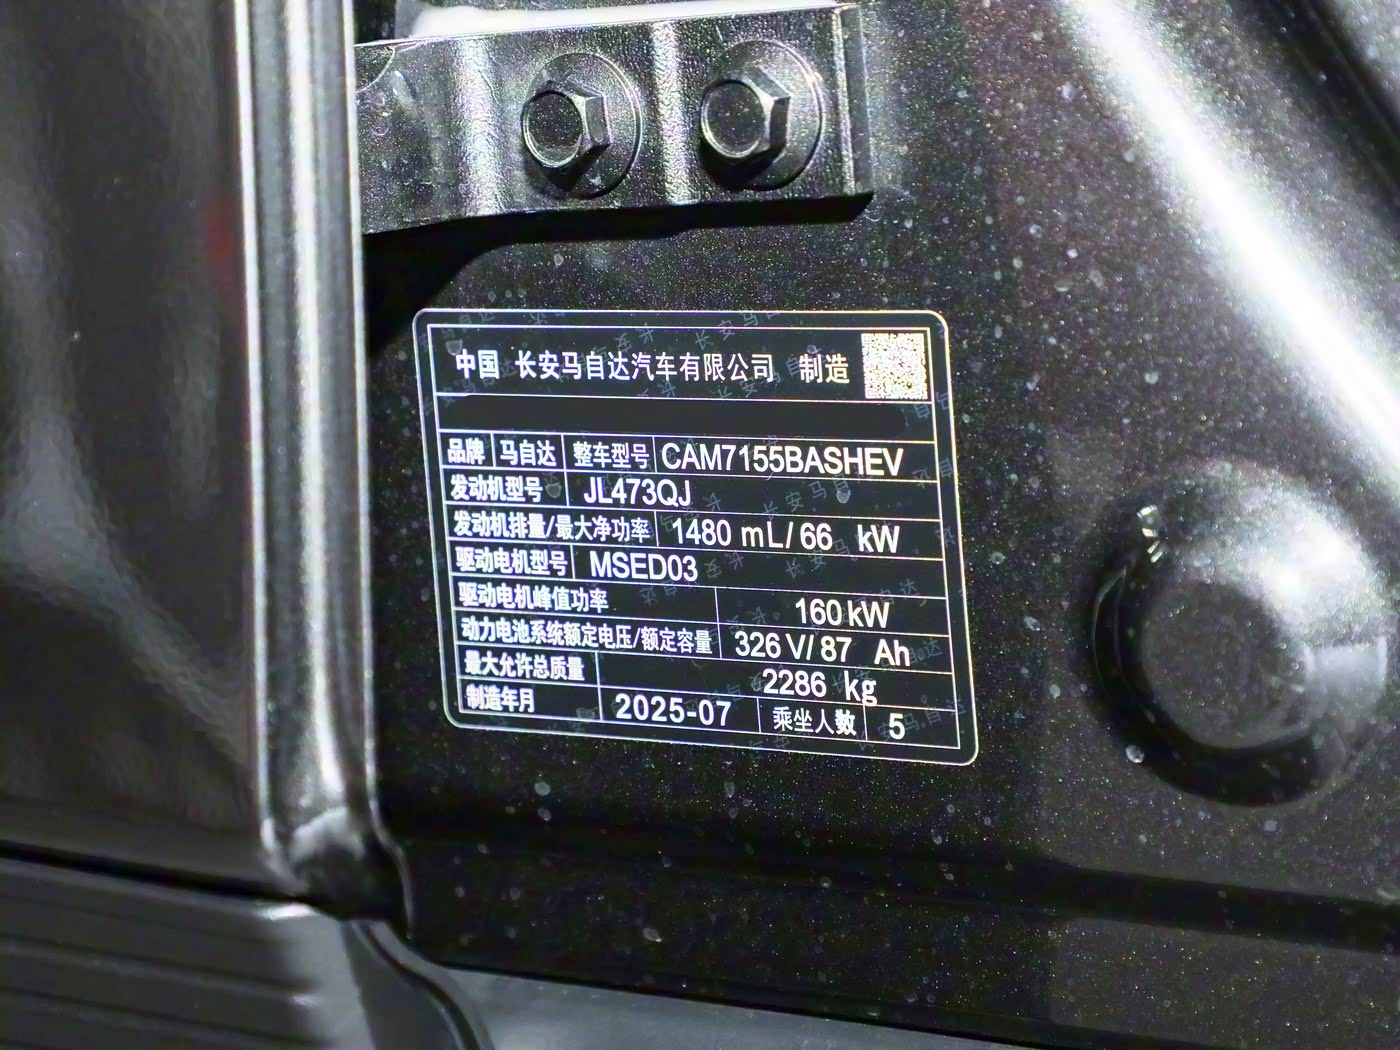 中国 长安马自达汽车有限公司 制造
品牌 马自达 整车型号 CAM7155BASHEV
发动机型号 JL473QJ
发动机排量/最大净功率 1480 mL/66 kW
驱动电机型号 MSED03
驱动电机峰值功率 160kW
动力电池系统额定电压/额定容量 326V/87 Ah
最大允许总质量 2286 kg
制造年月 2025-07 乘坐人数 5